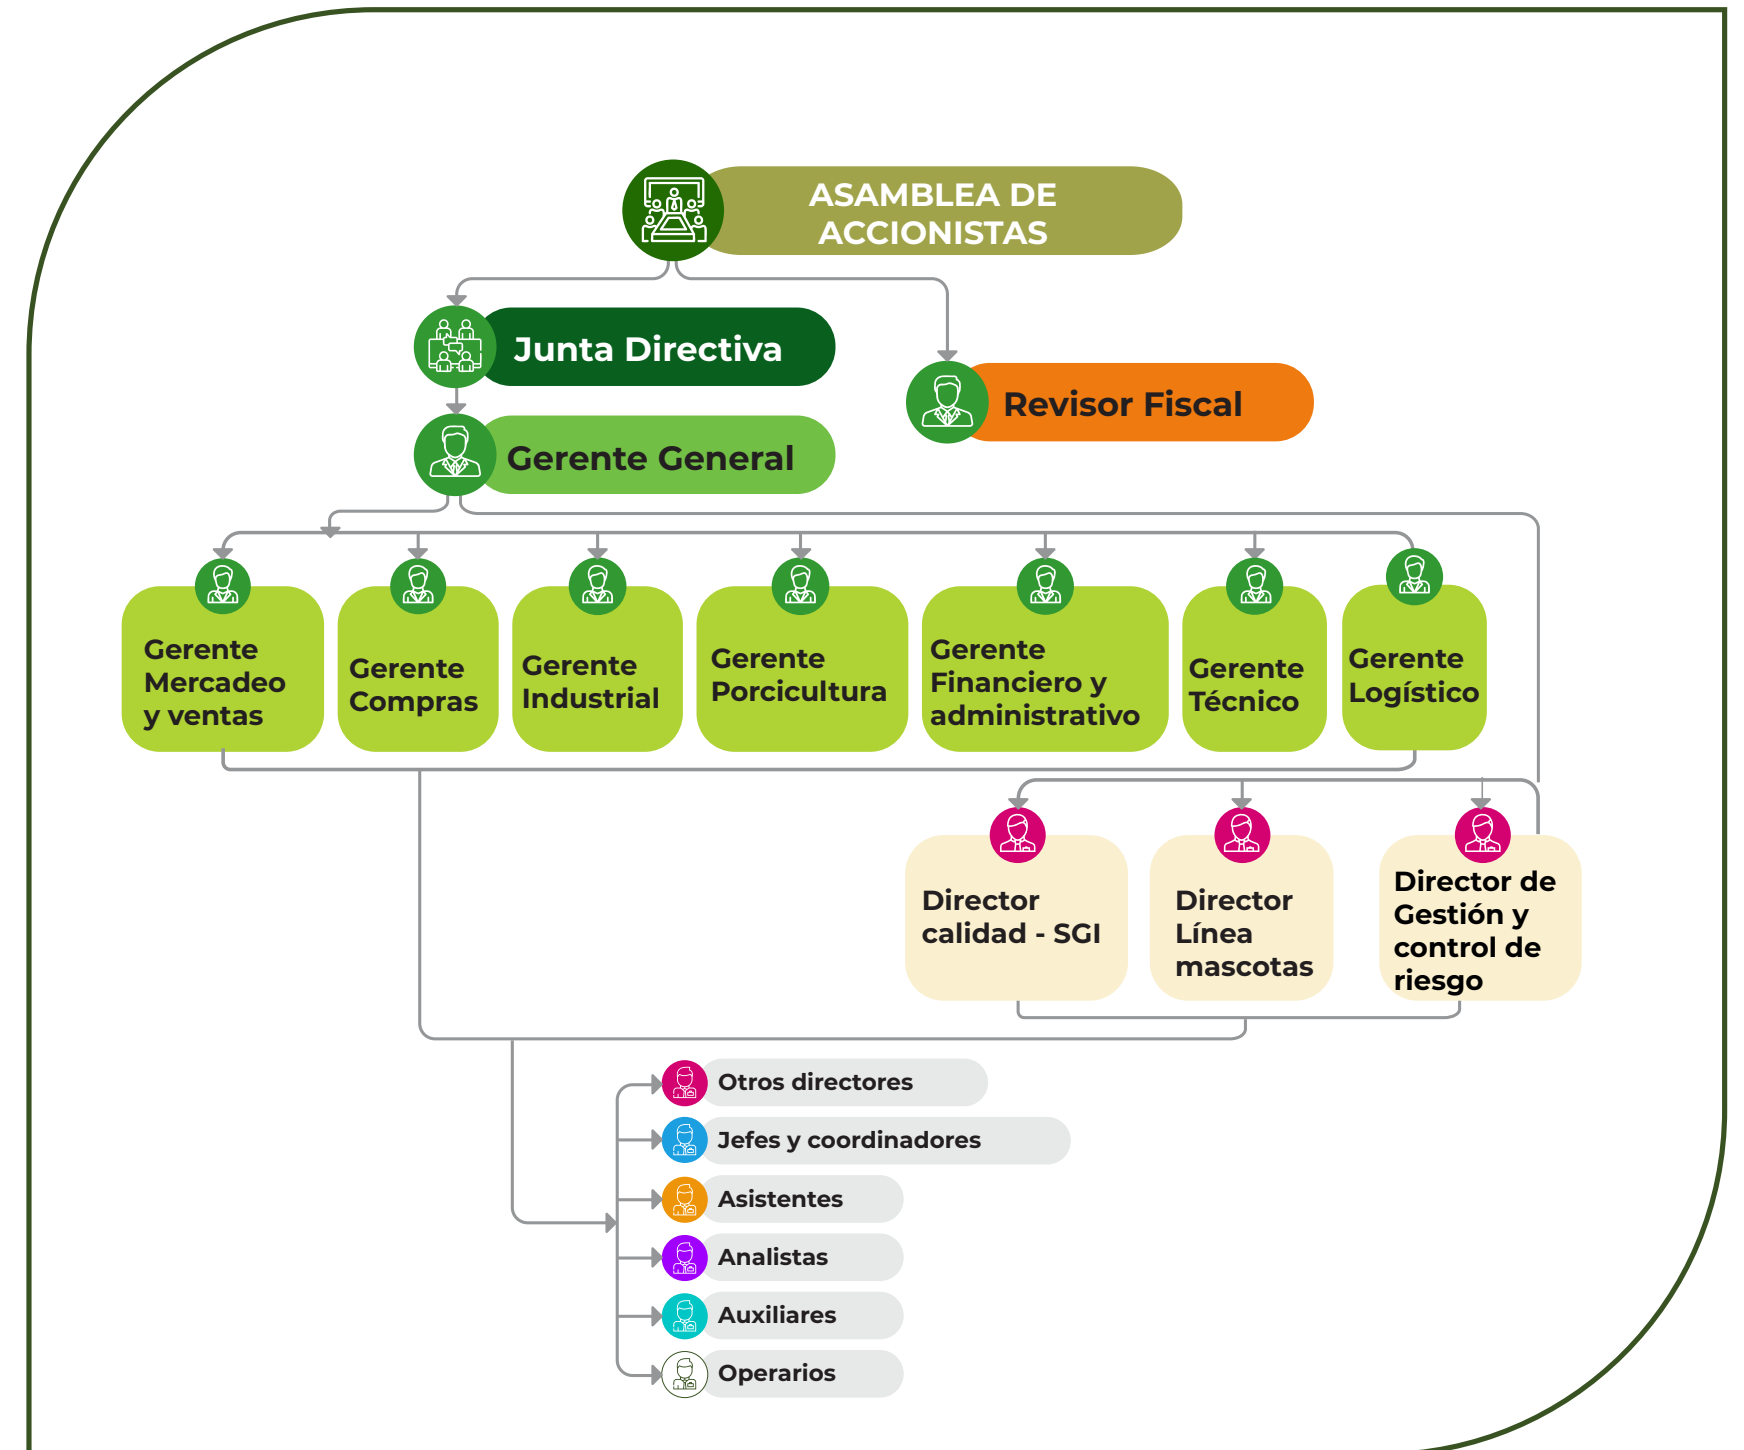 ASAMBLEA DE
ACCIONISTAS
Junta Directiva
Revisor Fiscal
Gerente General
Gerente
Mercadeo
y ventas
Gerente
Compras
Gerente
Industrial
Gerente
Porcicultura
Gerente
Financiero y
administrativo
Gerente
Técnico
Gerente
Logístico
Director
calidad - SGI
Director
Línea
mascotas
Director de
Gestión y
control de
riesgo
Otros directores
Jefes y coordinadores
Asistentes
Analistas
Auxiliares
Operarios